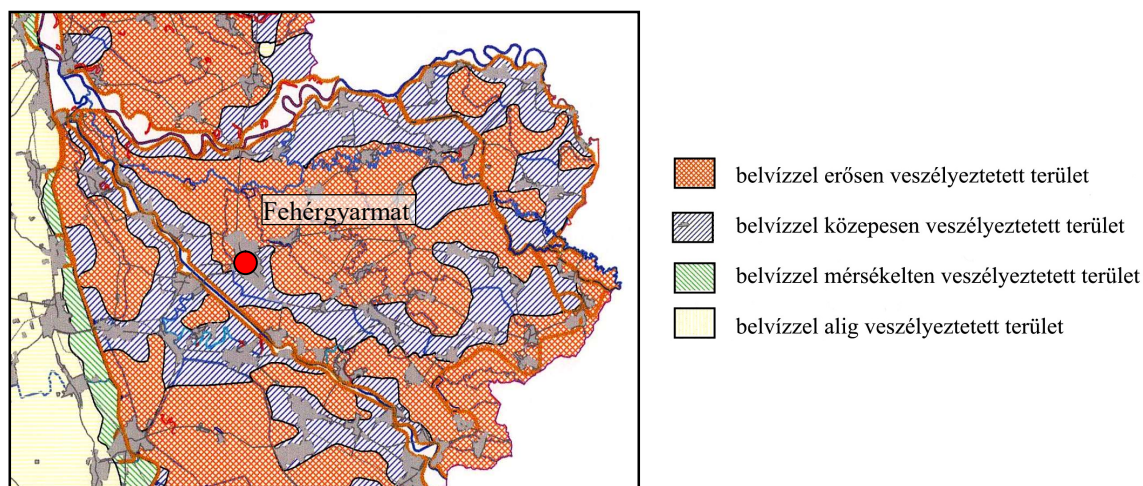 Fehérgyarmat
belvízzel erősen veszélyeztetett terület
belvízzel közepesen veszélyeztetett terület
belvízzel mérsékelten veszélyeztetett terület
belvízzel alig veszélyeztetett terület